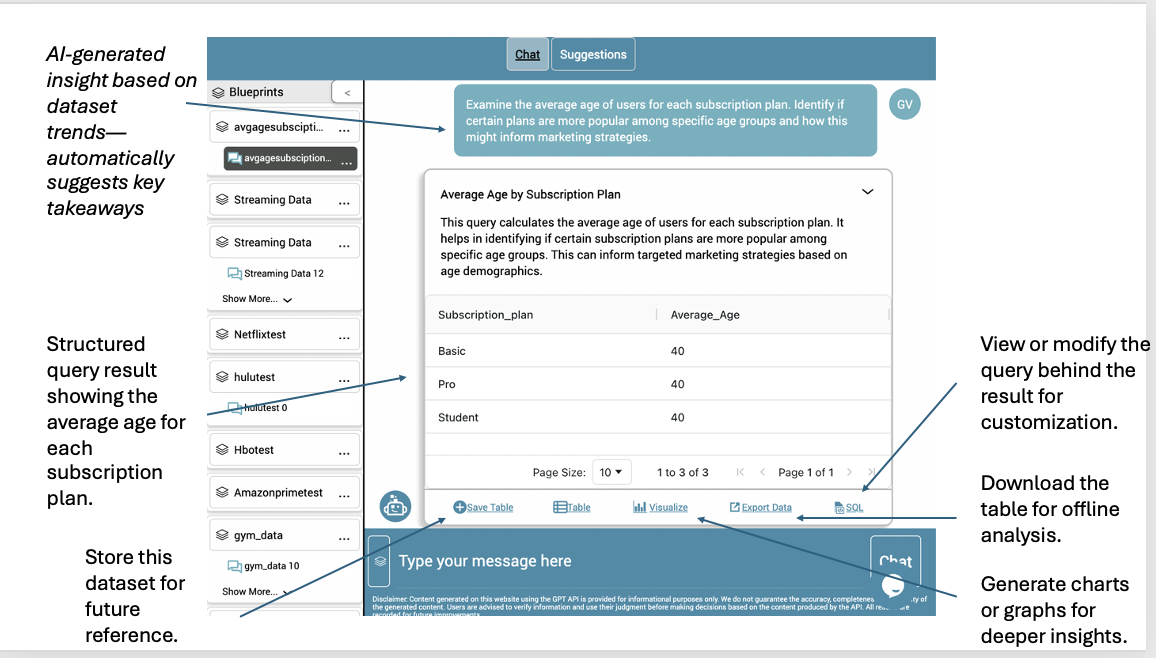 AI-generated
insight based on
dataset
trends—
automatically
suggests key
takeaways
Structured
query result
showing the
average age for
each
subscription
plan.
Store this
dataset for
future
reference.
Chat
Suggestions
Blueprints
<
avgagesubscipti... ...
avgagesubsciption... ...
Streaming Data ...
Streaming Data ...
Streaming Data 12
Show More...
Netflixtest ...
hulutest ...
hulutest 0
Hbotest ...
Amazonprimetest ...
gym_data ...
gym_data 10
Show More...
Examine the average age of users for each subscription plan. Identify if
certain plans are more popular among specific age groups and how this
might inform marketing strategies.
GV
Average Age by Subscription Plan
This query calculates the average age of users for each subscription plan. It
helps in identifying if certain subscription plans are more popular among
specific age groups. This can inform targeted marketing strategies based on
age demographics.
Subscription_plan Average_Age
Basic 40
Pro 40
Student 40
Page Size: 10 1 to 3 of 3 Page 1 of 1
Save Table Table Visualize Export Data SQL
Type your message here
Chat
Disclaimer: Content generated on this website using the GPT API is provided for informational purposes only. We do not guarantee the accuracy, completeness of
the generated content. Users are advised to verify information and use their judgment before making decisions based on the content produced by the API. All are
recorded for future improvements.
View or modify the
query behind the
result for
customization.
Download the
table for offline
analysis.
Generate charts
or graphs for
deeper insights.